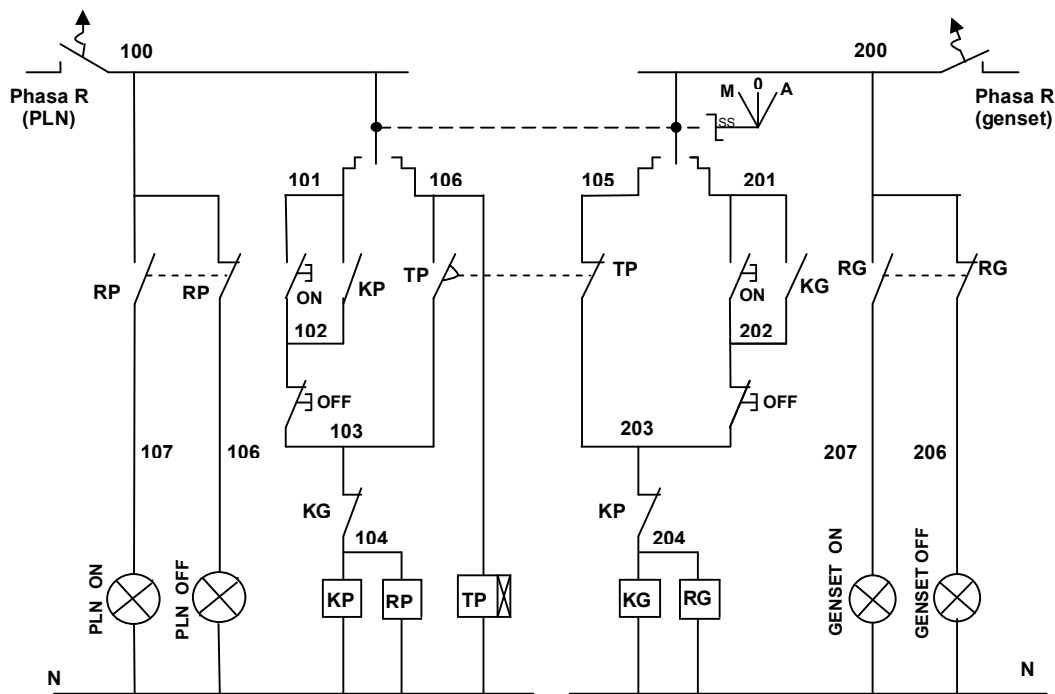 100
200
Phasa R
(PLN)
M
0
A
SS
Phasa R
(genset)
101
106
105
201
RP
RP
ON
KP
TP
TP
ON
KG
RG
RG
102
202
OFF
OFF
103
203
107
106
207
206
KG
KP
104
204
PLN ON
PLN OFF
KP
RP
TP
KG
RG
GENSET ON
GENSET OFF
N
N